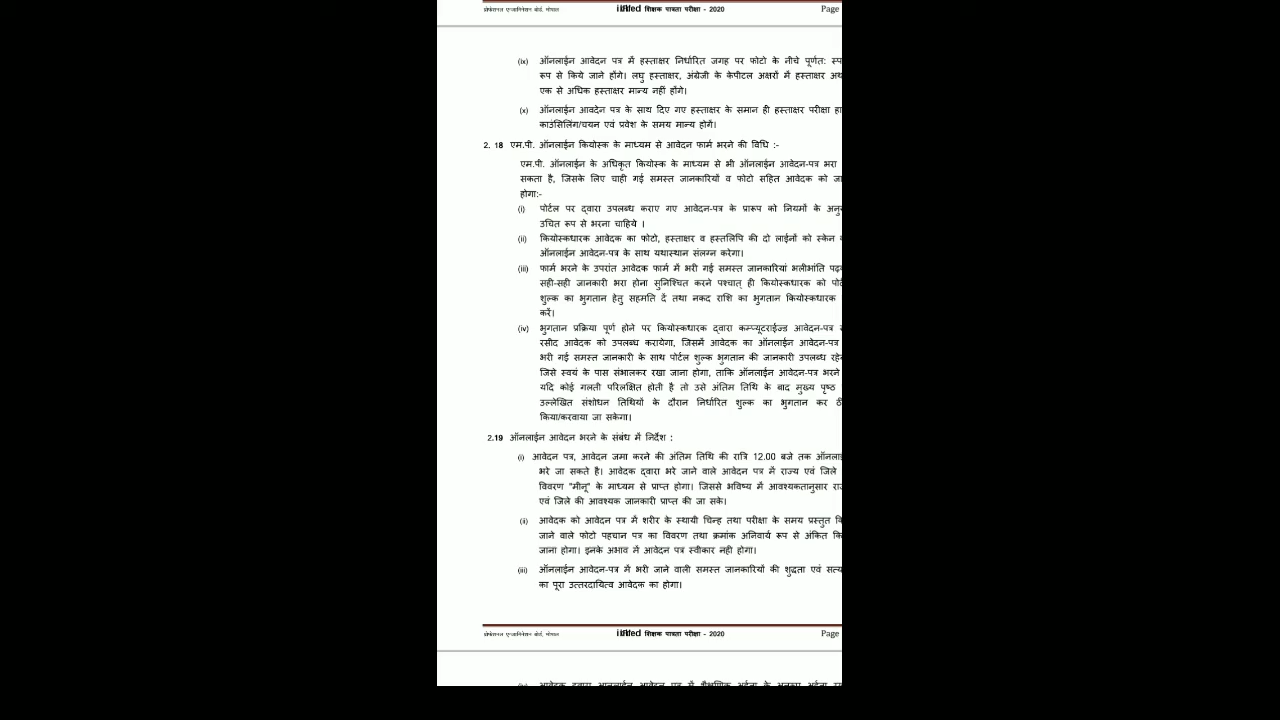 प्रोफेशनल एग्जामिनेशन बोर्ड, भोपाल शिक्षक पात्रता परीक्षा - 2020 Page
(ix) ऑनलाईन आवेदन पत्र में हस्ताक्षर निर्धारित जगह पर फोटो के नीचे पूर्णत:
रूप से किये जाने होंगे। लघु हस्ताक्षर, अंग्रेजी के केपीटल अक्षरों में हस्ताक्षर
एक से अधिक हस्ताक्षर मान्य नहीं होंगे।
(x) ऑनलाईन आवदेन पत्र के साथ दिए गए हस्ताक्षर के समान ही हस्ताक्षर परीक्षा
काउंसिलिंग/चयन एवं प्रवेश के समय मान्य होगें।
2. 18 एम.पी. ऑनलाईन कियोस्क के माध्यम से आवेदन फार्म भरने की विधि :-
एम.पी. ऑनलाईन के अधिकृत कियोस्क के माध्यम से भी ऑनलाईन आवेदन-पत्र भरा
सकता है, जिसके लिए चाही गई समस्त जानकारियों व फोटो सहित आवेदक को
होगा:-
(i) पोर्टल पर द्वारा उपलब्ध कराए गए आवेदन-पत्र के प्रारूप को नियमों के
उचित रूप से भरना चाहिये ।
(ii) कियोस्कधारक आवेदक का फोटो, हस्ताक्षर व हस्तलिपि की दो लाईनों को स्केन
ऑनलाईन आवेदन-पत्र के साथ यथास्थान संलग्न करेगा।
(iii) फार्म भरने के उपरांत आवेदक फार्म में भरी गई समस्त जानकारियां भलीभांति
सही-सही जानकारी भरा होना सुनिश्चित करने पश्चात् ही कियोस्कधारक को
शुल्क का भुगतान हेतु सहमति दें तथा नकद राशि का भुगतान कियोस्कधारक
करें।
(iv) भुगतान प्रक्रिया पूर्ण होने पर कियोस्कधारक द्वारा कम्प्यूटराईज्ड आवेदन-पत्र
रसीद आवेदक को उपलब्ध करायेगा, जिसमें आवेदक का ऑनलाईन आवेदन-पत्र
भरी गई समस्त जानकारी के साथ पोर्टल शुल्क भुगतान की जानकारी उपलब्ध
जिसे स्वयं के पास संभालकर रखा जाना होगा, ताकि ऑनलाईन आवेदन-पत्र भरने
यदि कोई गलती परिलक्षित होती है तो उसे अंतिम तिथि के बाद मुख्य पृष्ठ
उल्लेखित संशोधन तिथियों के दौरान निर्धारित शुल्क का भुगतान कर
किया/करवाया जा सकेगा।
2.19 ऑनलाईन आवेदन भरने के संबंध में निर्देश :
(i) आवेदन पत्र, आवेदन जमा करने की अंतिम तिथि की रात्रि 12.00 बजे तक
भरे जा सकते है। आवेदक द्वारा भरे जाने वाले आवेदन पत्र में राज्य एवं जिले
विवरण "मीनू" के माध्यम से प्राप्त होगा। जिससे भविष्य में आवश्यकतानुसार
एवं जिले की आवश्यक जानकारी प्राप्त की जा सके।
(ii) आवेदक को आवेदन पत्र में शरीर के स्थायी चिन्ह तथा परीक्षा के समय प्रस्तुत
जाने वाले फोटो पहचान पत्र का विवरण तथा क्रमांक अनिवार्य रूप से अंकित
जाना होगा। इनके अभाव में आवेदन पत्र स्वीकार नही होगा।
(iii) ऑनलाईन आवेदन-पत्र में भरी जाने वाली समस्त जानकारियों की शुद्धता एवं
का पूरा उत्तरदायित्व आवेदक का होगा।
प्रोफेशनल एग्जामिनेशन बोर्ड, भोपाल शिक्षक पात्रता परीक्षा - 2020 Page